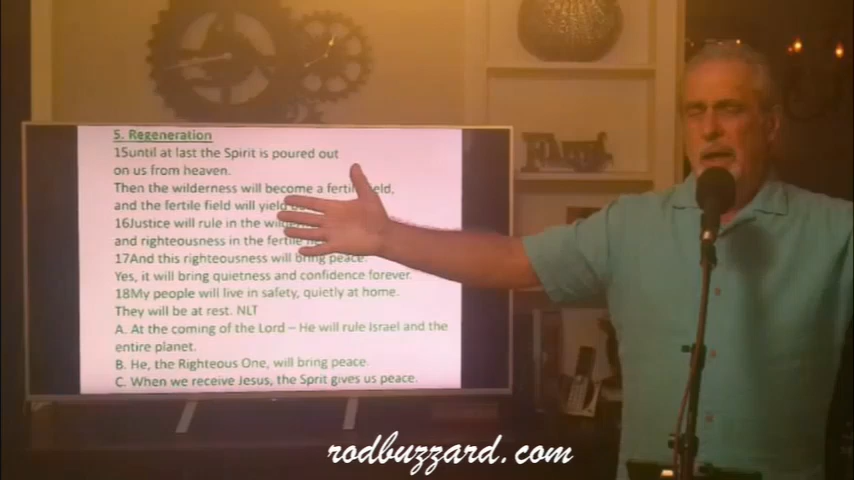 5. Regeneration
15until at last the Spirit is poured out
on us from heaven.
Then the wilderness will become a field,
and the fertile field will yield
16Justice will rule in the
and righteousness in the fertile
17And this righteousness will bring peace.
Yes, it will bring quietness and confidence forever.
18My people will live in safety, quietly at home.
They will be at rest. NLT
A. At the coming of the Lord – He will rule Israel and the
entire planet.
B. He, the Righteous One, will bring peace.
C. When we receive Jesus, the Sprit gives us peace.
Family
rodbuzzard.com